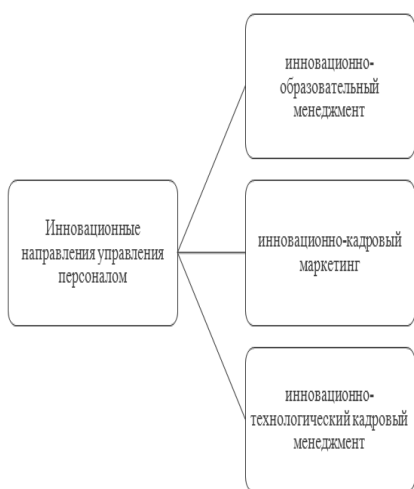 инновационно-
образовательный
менеджмент
Инновационные
направления управления
персоналом
инновационно-кадровый
маркетинг
инновационно-
технологический кадровый
менеджмент